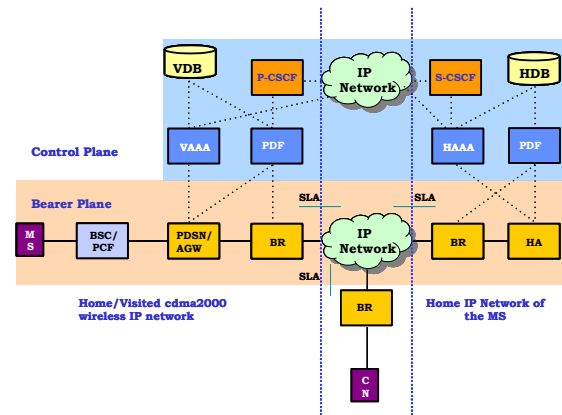 VDB
P-CSCF
IP
Network
S-CSCF
HDB
VAAA
PDF
HAAA
PDF
Control Plane
Bearer Plane
SLA
SLA
M
S
BSC/
PCF
PDSN/
AGW
BR
IP
Network
BR
HA
SLA
Home/Visited cdma2000
wireless IP network
BR
Home IP Network of
the MS
C
N